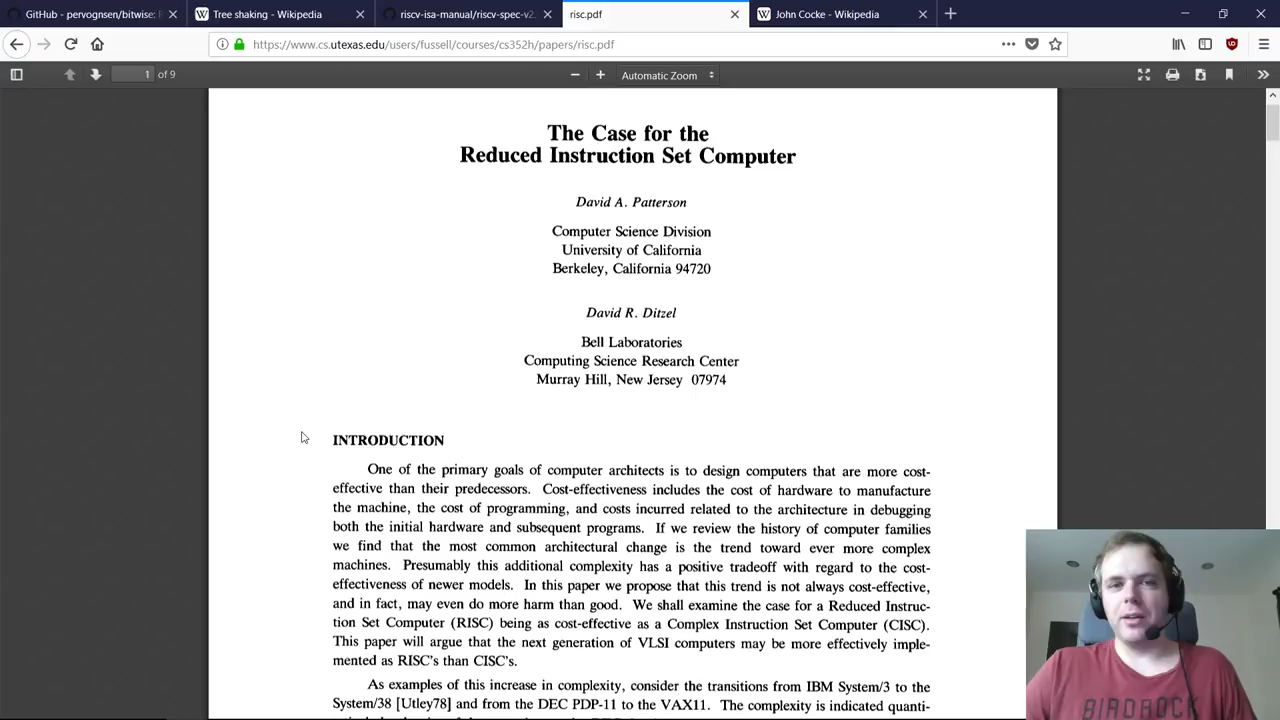 GitHub - pervognsen/bitwise:
Tree shaking - Wikipedia
riscv-isa-manual/riscv-spec-v2.
risc.pdf
John Cocke - Wikipedia
https://www.cs.utexas.edu/users/fussell/courses/cs352h/papers/risc.pdf
1 of 9
Automatic Zoom
The Case for the
Reduced Instruction Set Computer
David A. Patterson
Computer Science Division
University of California
Berkeley, California 94720
David R. Ditzel
Bell Laboratories
Computing Science Research Center
Murray Hill, New Jersey 07974
INTRODUCTION
One of the primary goals of computer architects is to design computers that are more cost-
effective than their predecessors. Cost-effectiveness includes the cost of hardware to manufacture
the machine, the cost of programming, and costs incurred related to the architecture in debugging
both the initial hardware and subsequent programs. If we review the history of computer families
we find that the most common architectural change is the trend toward ever more complex
machines. Presumably this additional complexity has a positive tradeoff with regard to the cost-
effectiveness of newer models. In this paper we propose that this trend is not always cost-effective,
and in fact, may even do more harm than good. We shall examine the case for a Reduced Instruc-
tion Set Computer (RISC) being as cost-effective as a Complex Instruction Set Computer (CISC).
This paper will argue that the next generation of VLSI computers may be more effectively imple-
mented as RISC's than CISC's.
As examples of this increase in complexity, consider the transitions from IBM System/3 to the
System/38 [Utley78] and from the DEC PDP-11 to the VAX11. The complexity is indicated quanti-
BIRDROCK